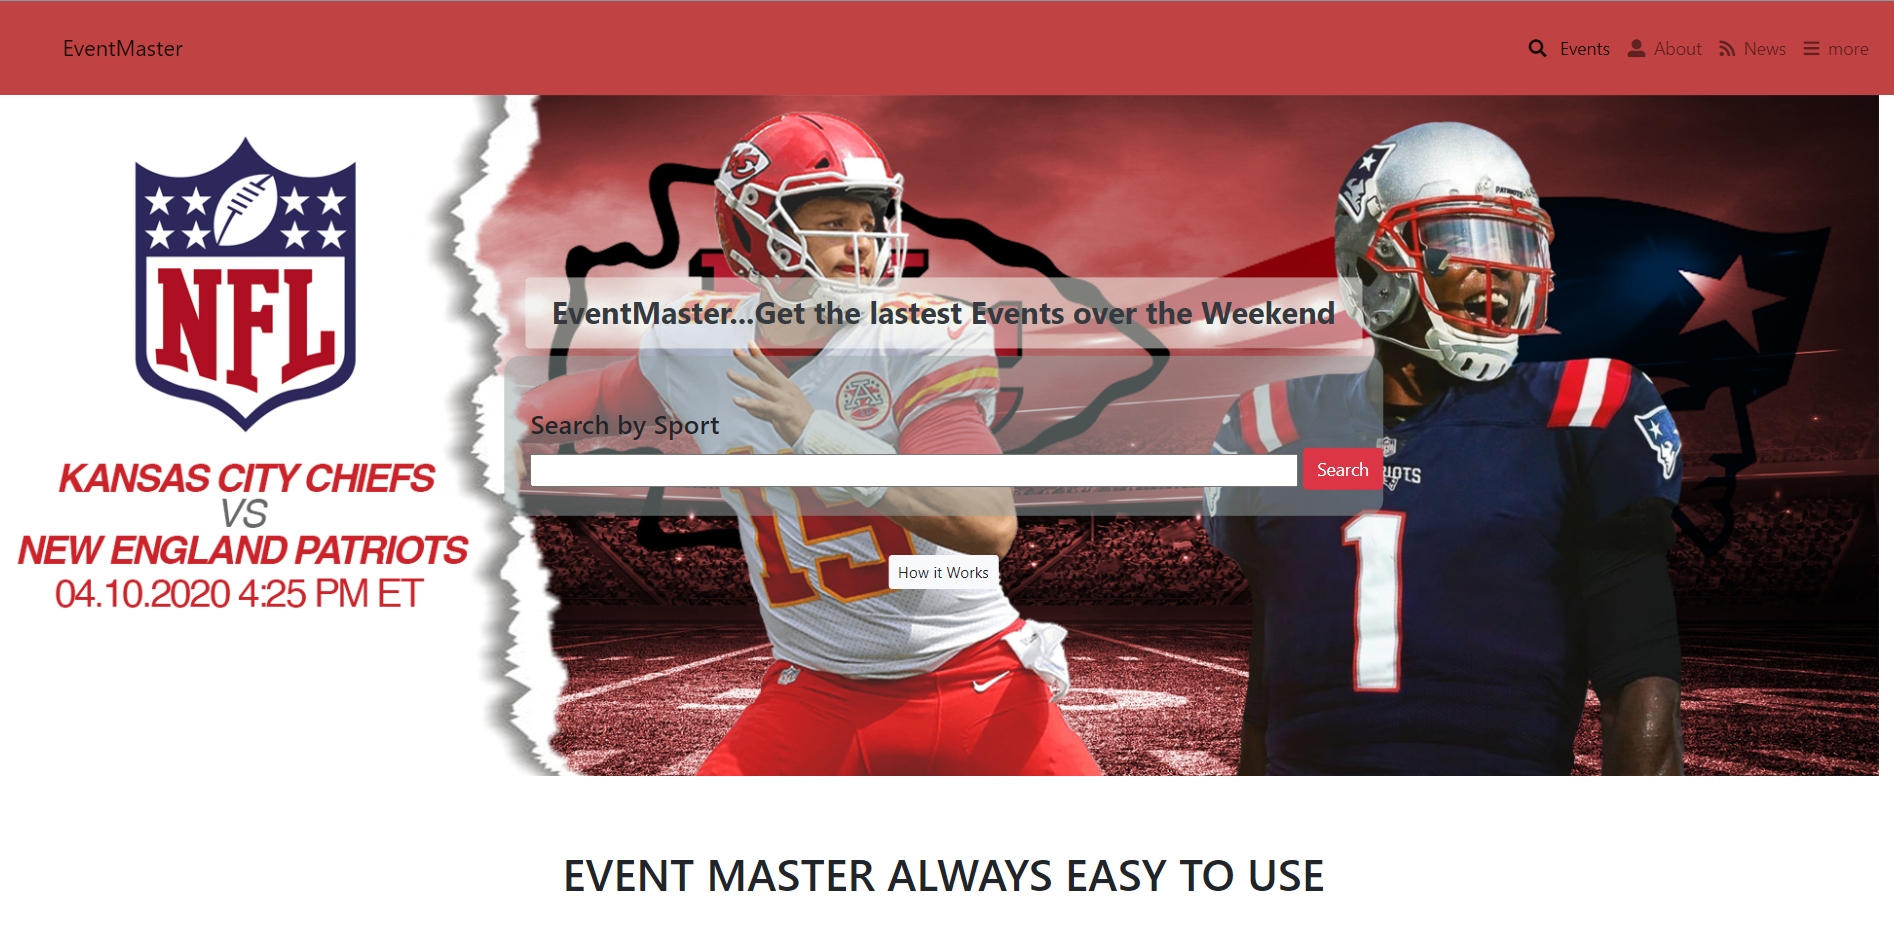 EventMaster
Events About News more
NFL
KANSAS CITY CHIEFS
VS
NEW ENGLAND PATRIOTS
04.10.2020 4:25 PM ET
EventMaster...Get the lastest Events over the Weekend
Search by Sport
Search
15
1
How it Works
EVENT MASTER ALWAYS EASY TO USE